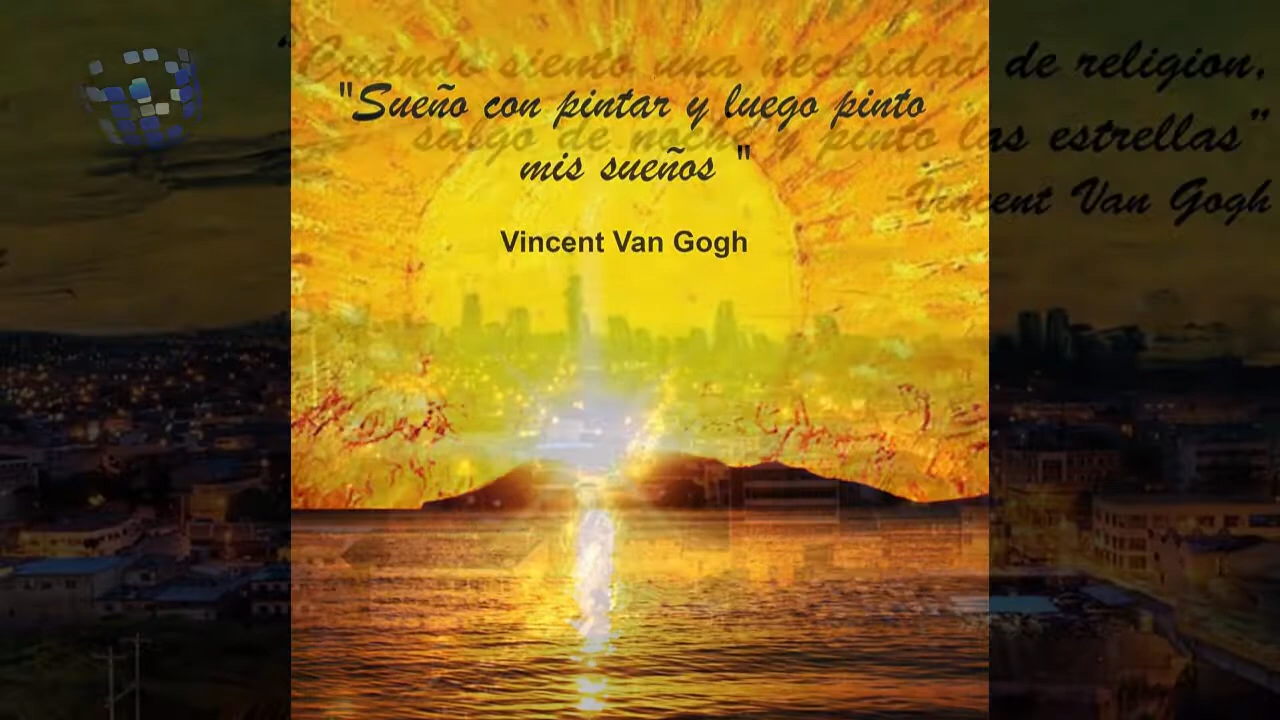 "Cuando siento una necesidad de religion,
"Sueño con pintar y luego pinto
salgo de noche y pinto las estrellas"
mis sueños "
-Vincent Van Gogh
Vincent Van Gogh